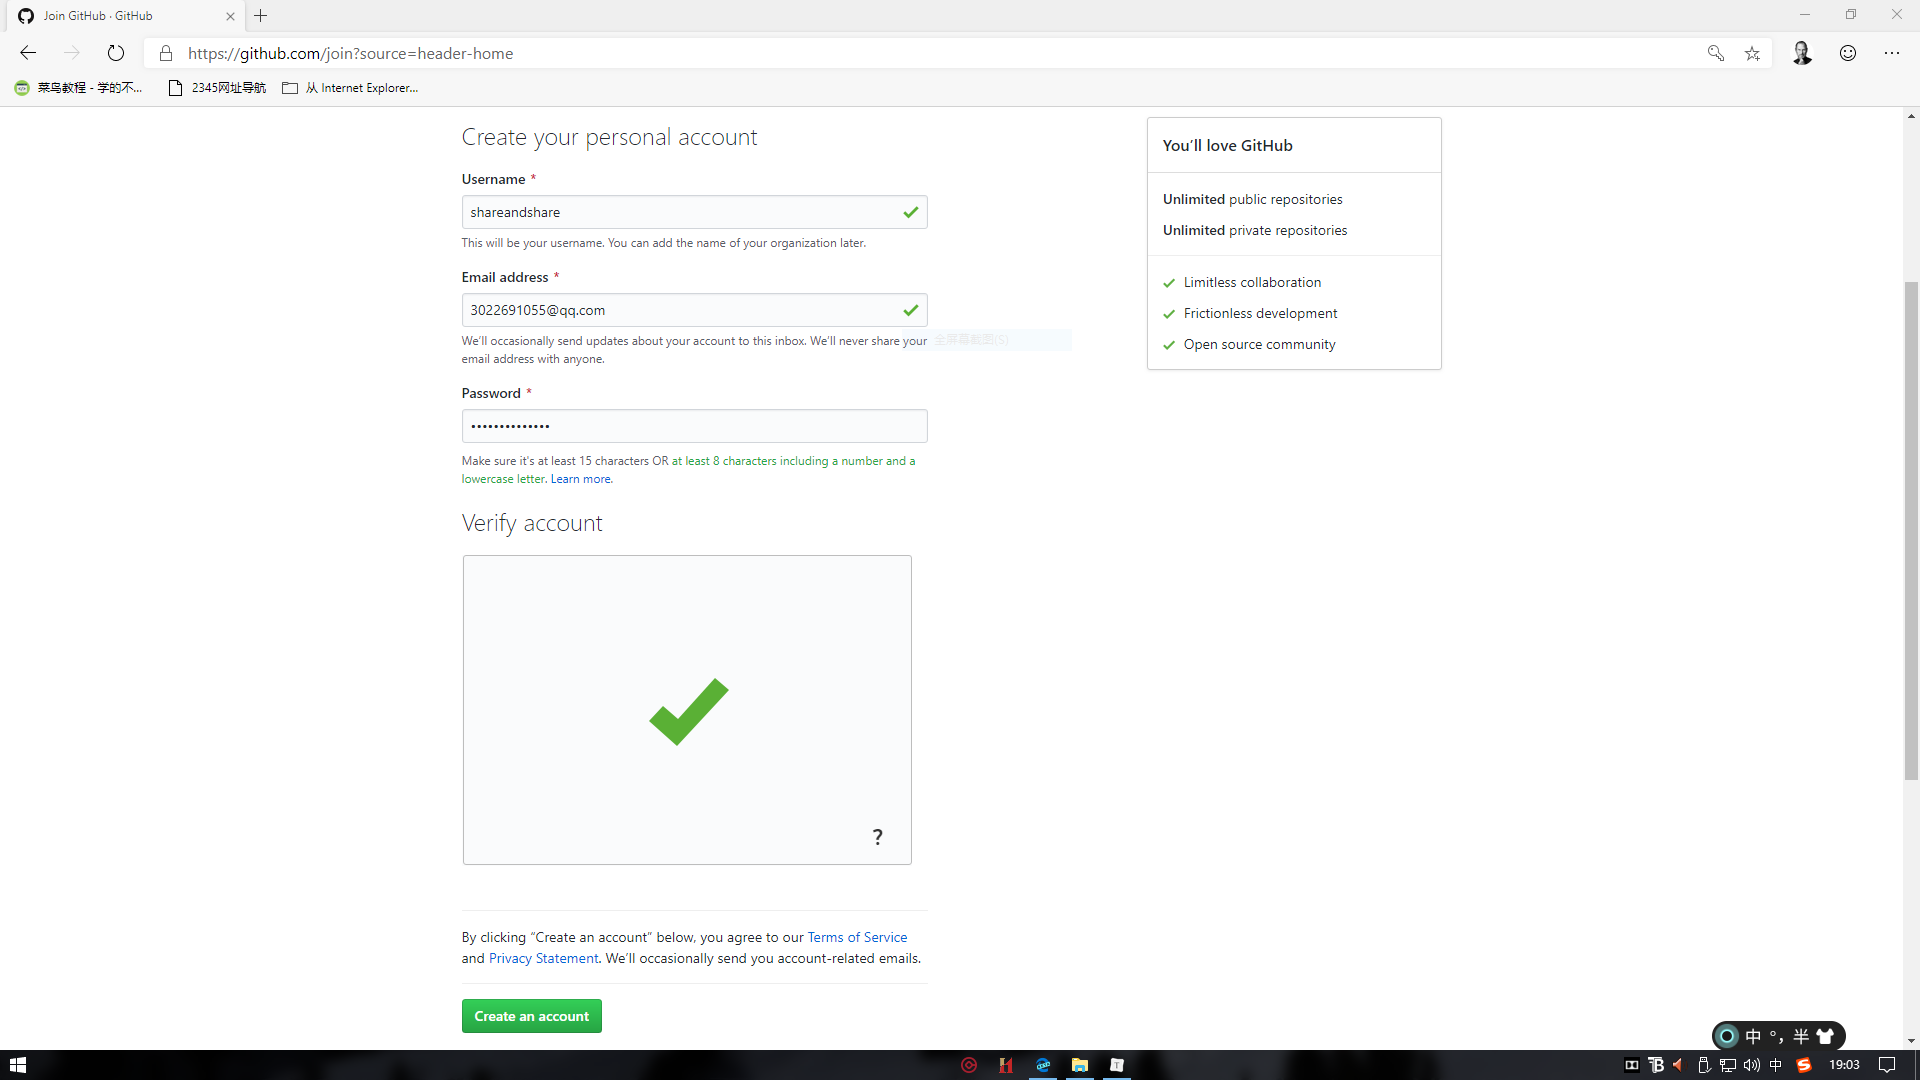 Join GitHub · GitHub
https://github.com/join?source=header-home
菜鸟教程 - 学的不...
2345网址导航
从 Internet Explorer...
Create your personal account
Username *
shareandshare
This will be your username. You can add the name of your organization later.
Email address *
3022691055@qq.com
We'll occasionally send updates about your account to this inbox. We'll never share your
email address with anyone.
全屏幕截图(S)
Password *
••••••••••••••
Make sure it's at least 15 characters OR at least 8 characters including a number and a
lowercase letter. Learn more.
Verify account
?
By clicking “Create an account” below, you agree to our Terms of Service
and Privacy Statement. We'll occasionally send you account-related emails.
Create an account
You'll love GitHub
Unlimited public repositories
Unlimited private repositories
Limitless collaboration
Frictionless development
Open source community
中 °, 半
中
19:03